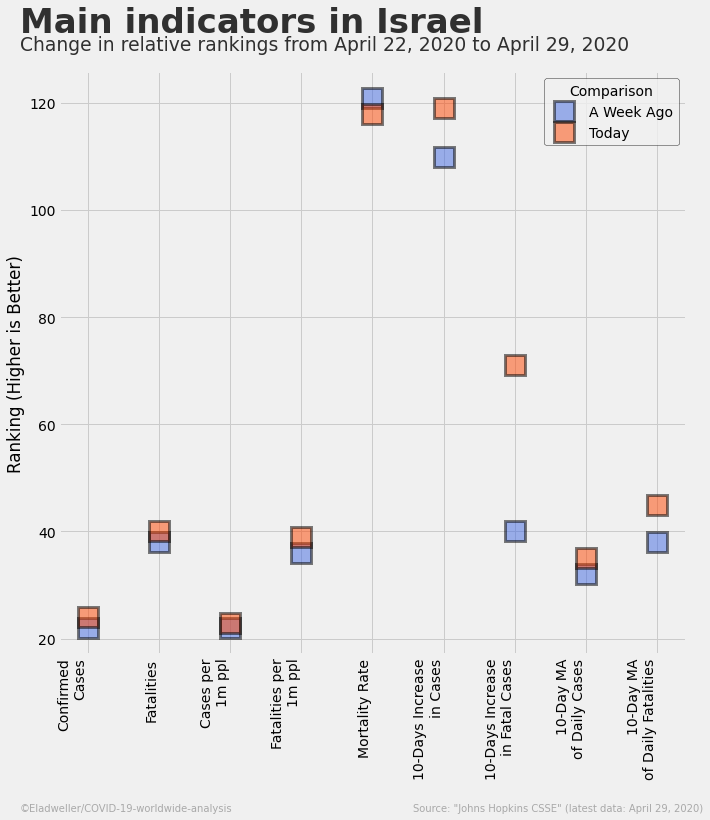 Main indicators in Israel
Change in relative rankings from April 22, 2020 to April 29, 2020
Comparison
A Week Ago
Today
Ranking (Higher is Better)
120
100
80
60
40
20
Confirmed
Cases
Fatalities
Cases per
1m ppl
Fatalities per
1m ppl
Mortality Rate
10-Days Increase
in Cases
10-Days Increase
in Fatal Cases
10-Day MA
of Daily Cases
10-Day MA
of Daily Fatalities
©Eladweller/COVID-19-worldwide-analysis
Source: "Johns Hopkins CSSE" (latest data: April 29, 2020)